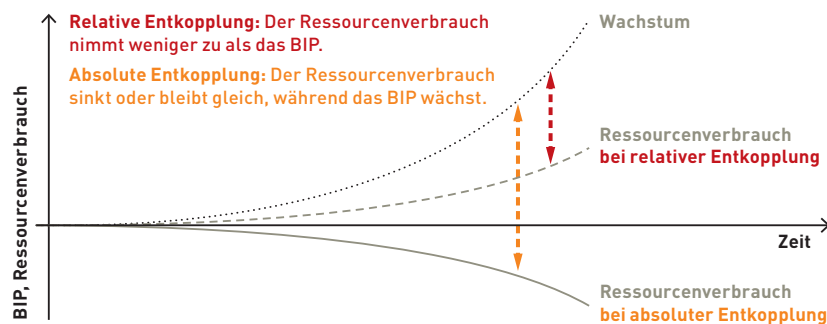 Relative Entkopplung: Der Ressourcenverbrauch
nimmt weniger zu als das BIP.
Absolute Entkopplung: Der Ressourcenverbrauch
sinkt oder bleibt gleich, während das BIP wächst.
Wachstum
Ressourcenverbrauch
bei relativer Entkopplung
Zeit
Ressourcenverbrauch
bei absoluter Entkopplung
BIP, Ressourcenverbrauch